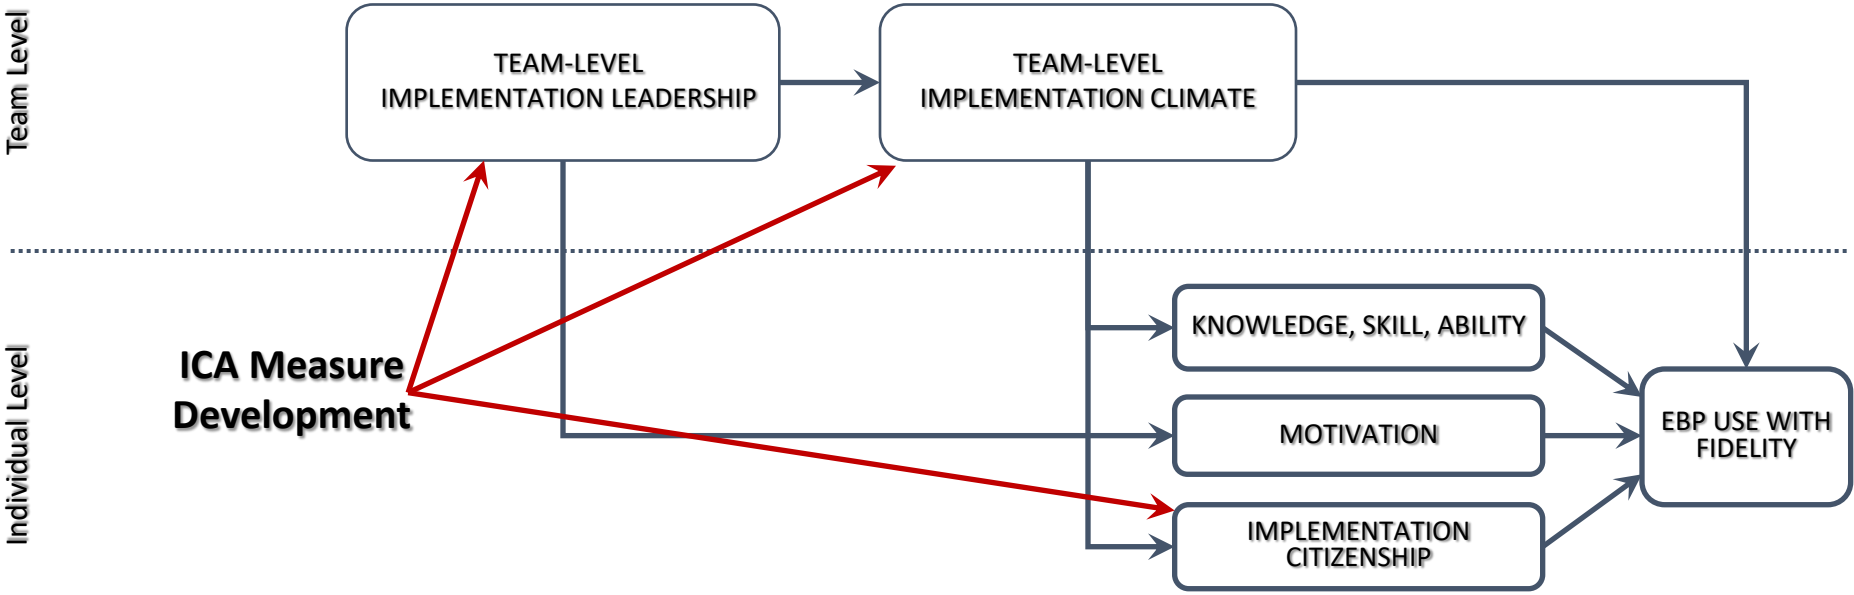 Team Level
TEAM-LEVEL
IMPLEMENTATION LEADERSHIP
TEAM-LEVEL
IMPLEMENTATION CLIMATE
Individual Level
ICA Measure
Development
KNOWLEDGE, SKILL, ABILITY
MOTIVATION
IMPLEMENTATION
CITIZENSHIP
EBP USE WITH
FIDELITY